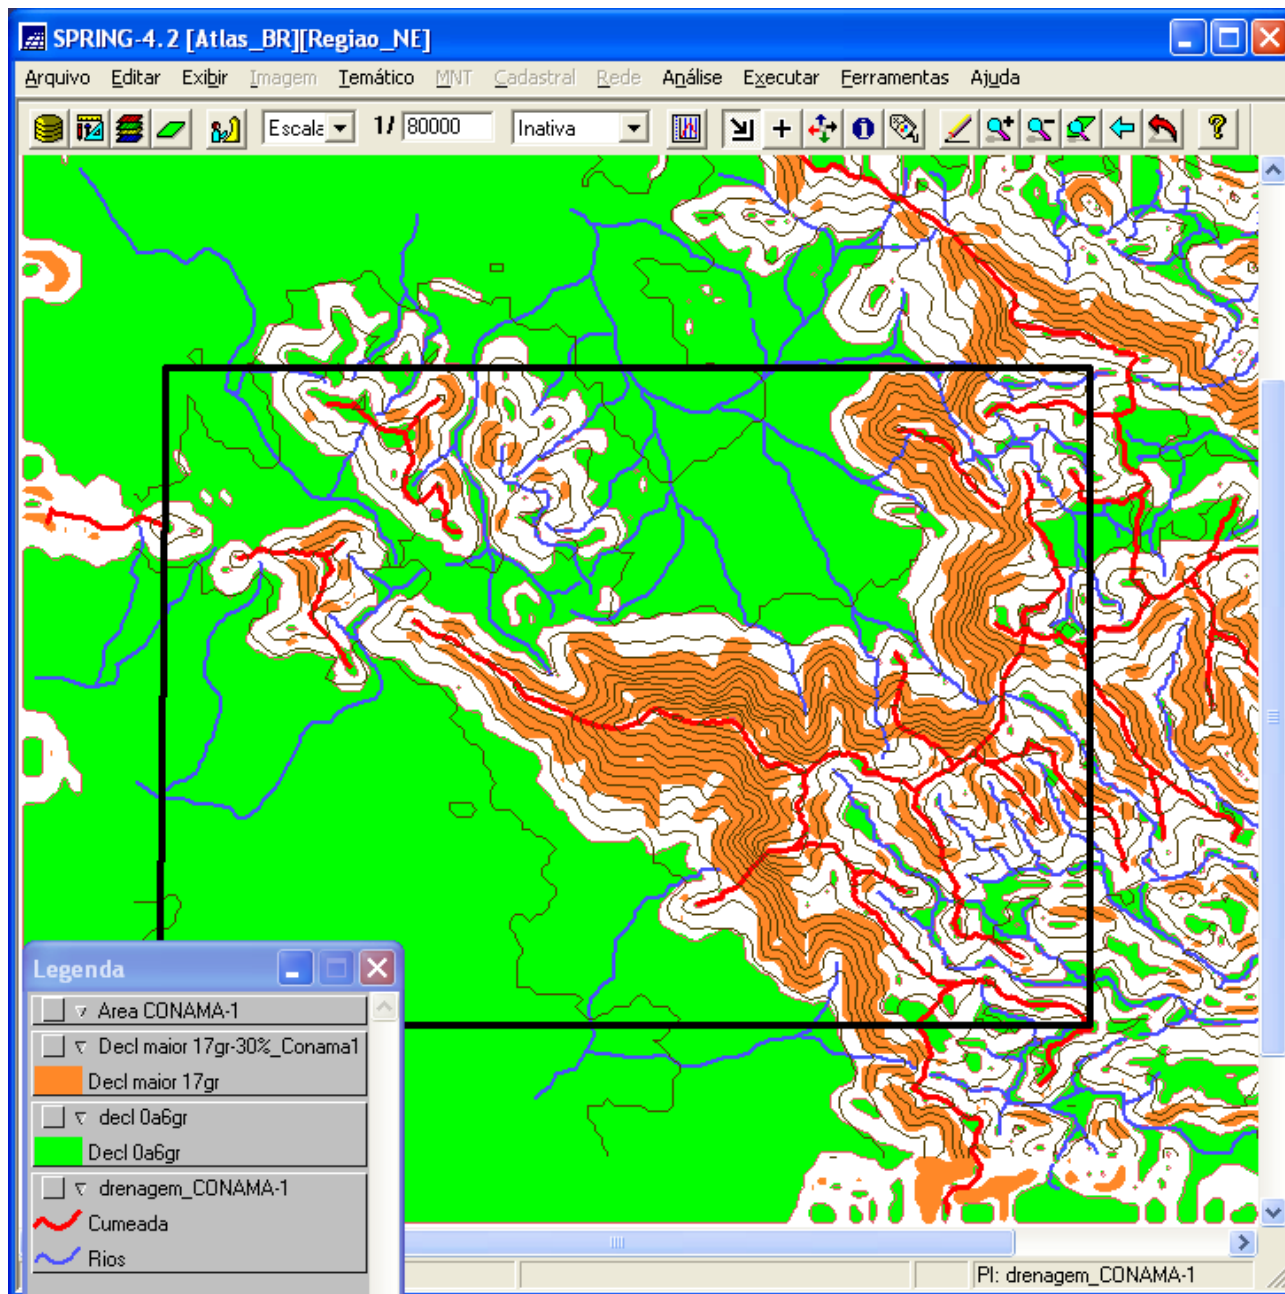 SPRING-4.2 [Atlas_BR][Regiao_NE]
Arquivo Editar Exibir Imagem Temático MNT Cadastral Rede Análise Executar Ferramentas Ajuda
Escala 1/ 80000 Inativa
Legenda
Area CONAMA-1
Decl maior 17gr-30%_Conama1
Decl maior 17gr
decl 0a6gr
Decl 0a6gr
drenagem_CONAMA-1
Cumeada
Rios
PI: drenagem_CONAMA-1